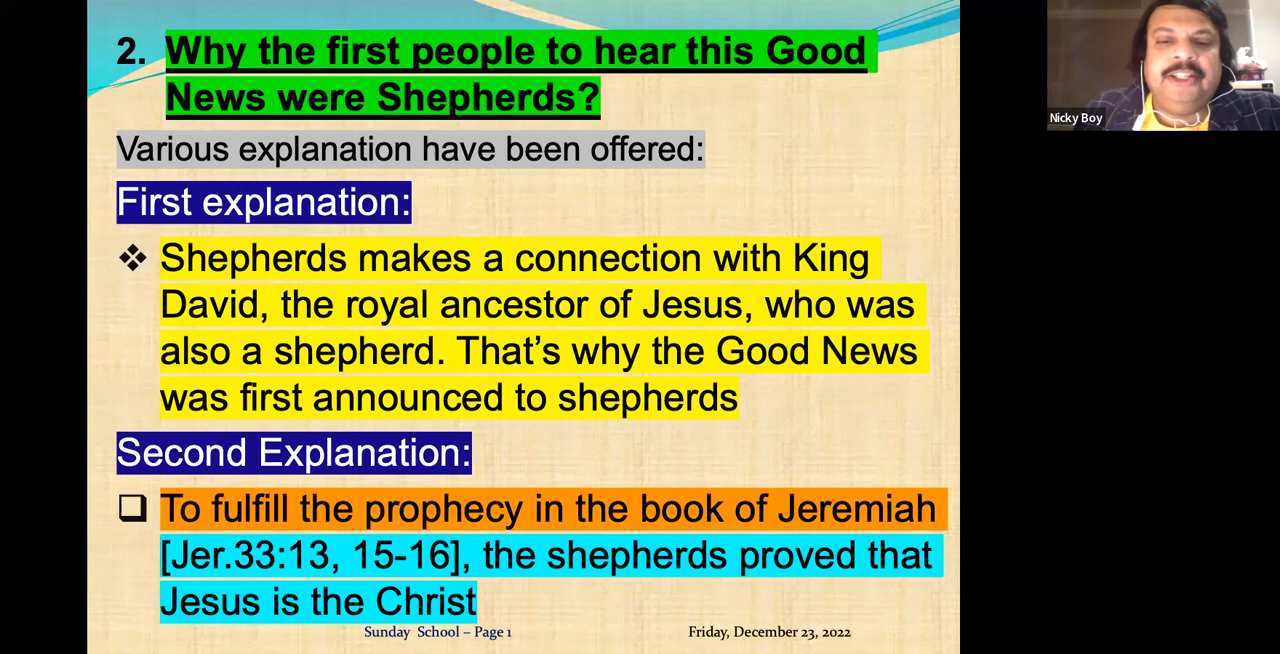 2. Why the first people to hear this Good
News were Shepherds?
Various explanation have been offered:
First explanation:
❖ Shepherds makes a connection with King
David, the royal ancestor of Jesus, who was
also a shepherd. That's why the Good News
was first announced to shepherds
Second Explanation:
❑ To fulfill the prophecy in the book of Jeremiah
[Jer.33:13, 15-16], the shepherds proved that
Jesus is the Christ
Sunday School – Page 1
Friday, December 23, 2022
Nicky Boy